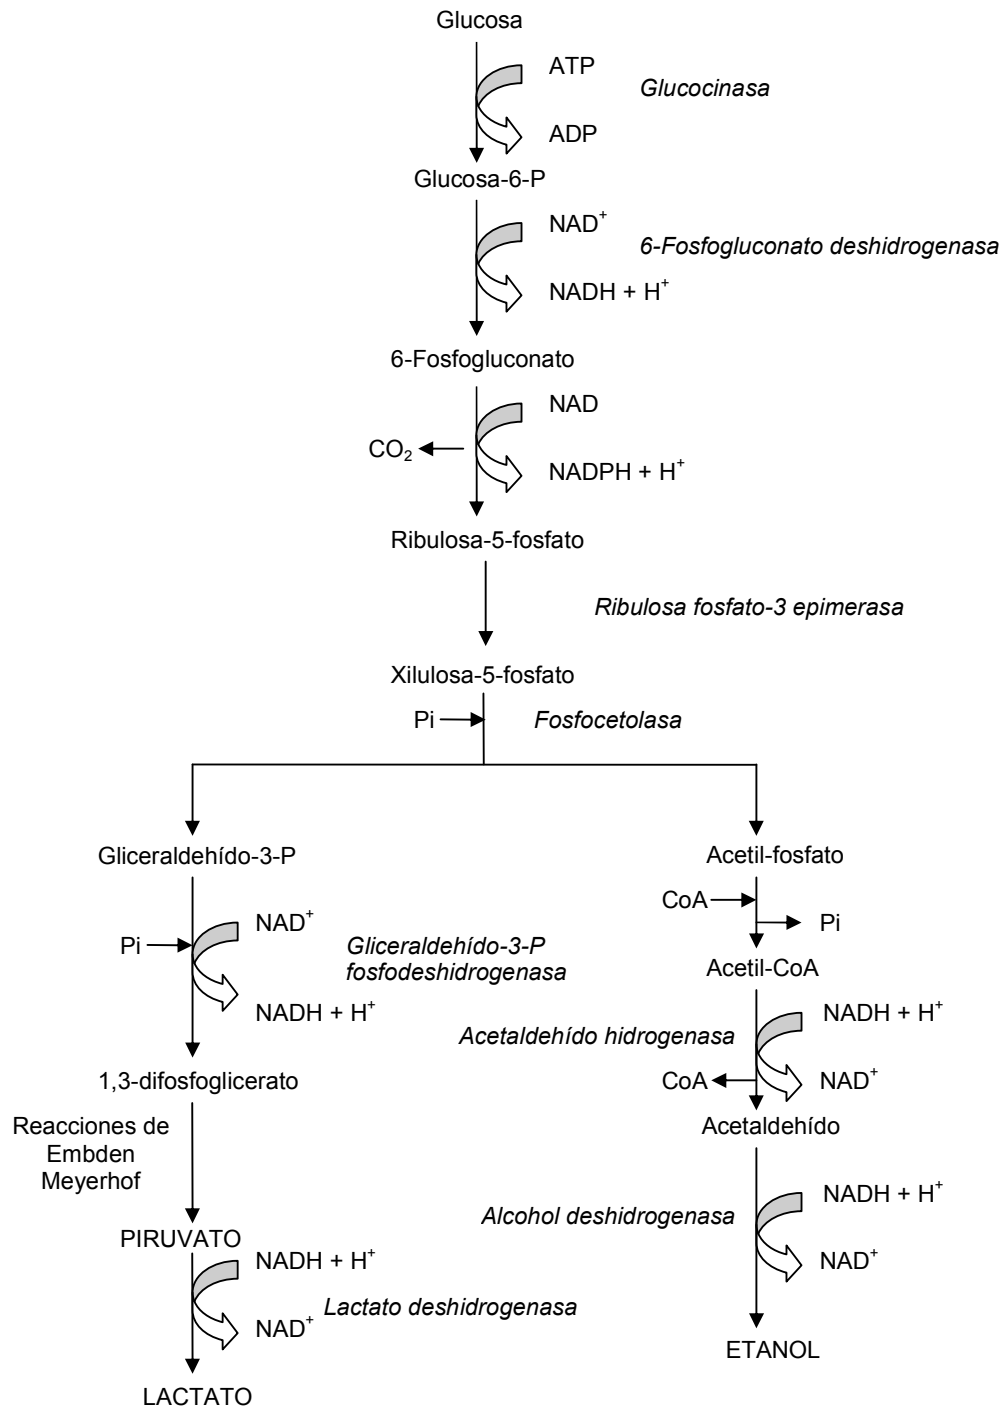 Glucosa
ATP
Glucocinasa
ADP
Glucosa-6-P
NAD+
6-Fosfogluconato deshidrogenasa
NADH + H+
6-Fosfogluconato
NAD
CO2
NADPH + H+
Ribulosa-5-fosfato
Ribulosa fosfato-3 epimerasa
Xilulosa-5-fosfato
Pi
Fosfocetolasa
Gliceraldehído-3-P
Pi
NAD+
Gliceraldehído-3-P
fosfodeshidrogenasa
NADH + H+
1,3-difosfoglicerato
Reacciones de
Embden
Meyerhof
PIRUVATO
NADH + H+
Lactato deshidrogenasa
NAD+
LACTATO
Acetil-fosfato
CoA
Pi
Acetil-CoA
NADH + H+
Acetaldehído hidrogenasa
CoA
NAD+
Acetaldehído
NADH + H+
Alcohol deshidrogenasa
NAD+
ETANOL